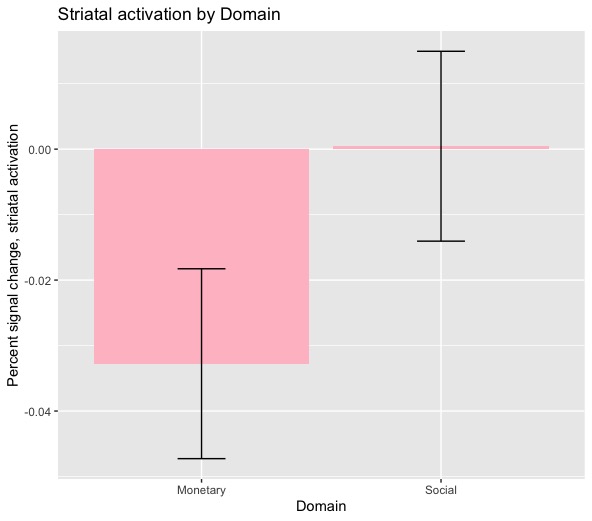 Striatal activation by Domain
Percent signal change, striatal activation
0.00
-0.02
-0.04
Monetary
Social
Domain